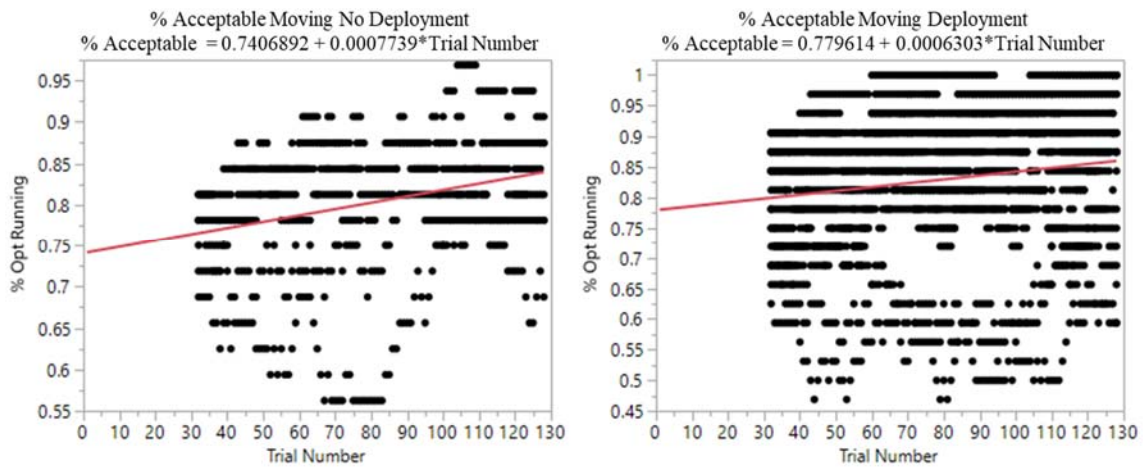 % Acceptable Moving No Deployment
% Acceptable = 0.7406892 + 0.0007739*Trial Number
% Opt Running
0.95
0.9
0.85
0.8
0.75
0.7
0.65
0.6
0.55
0 10 20 30 40 50 60 70 80 90 100 110 120 130
Trial Number
% Acceptable Moving Deployment
% Acceptable = 0.779614 + 0.0006303*Trial Number
% Opt Running
1
0.95
0.9
0.85
0.8
0.75
0.7
0.65
0.6
0.55
0.5
0.45
0 10 20 30 40 50 60 70 80 90 100 110 120 130
Trial Number